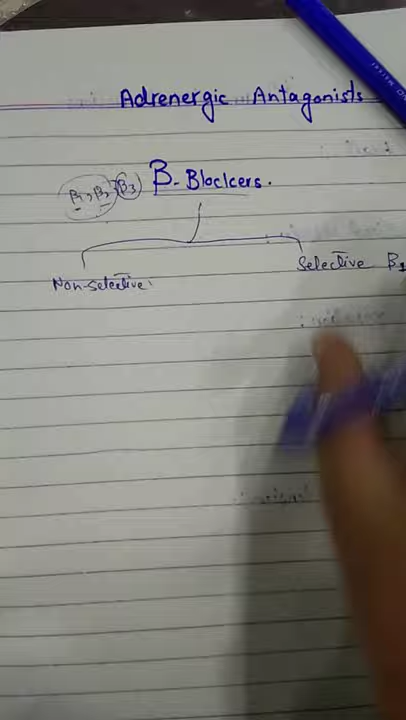 Adrenergic Antagonists
β1, β2, β3 β-Blockers.
Non-selective Selective β1